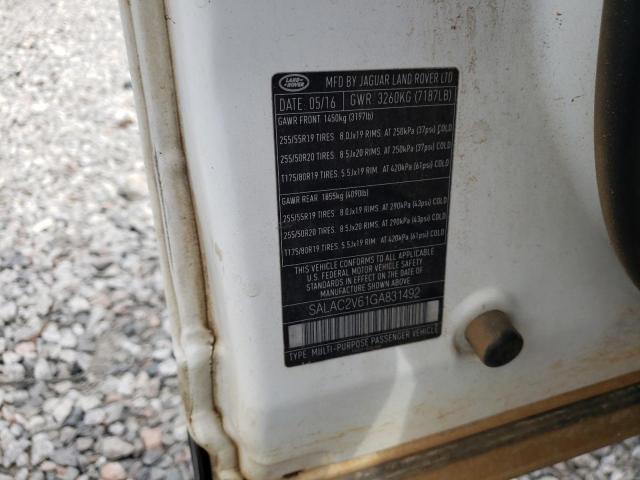 LAND ROVER
MFD BY JAGUAR LAND ROVER LTD
DATE: 05/16 GWR: 3260KG (7187LB)
GAWR FRONT 1450kg (3197lb)
255/55R19 TIRES. 8.0Jx19 RIMS. AT 250kPa (37psi) COLD
255/50R20 TIRES 8.5Jx20 RIMS. AT 250kPa (37psi) COLD
T175/80R19 TIRES. 5.5Jx19 RIM. AT 420kPa (61psi) COLD
GAWR REAR 1855kg (4090lb)
255/55R19 TIRES. 8.0Jx19 RIMS. AT 290kPa (43psi) COLD
255/50R20 TIRES 8.5Jx20 RIMS. AT 290kPa (43psi) COLD
T175/80R19 TIRES. 5.5Jx19 RIM AT 420kPa (61psi) COLD
THIS VEHICLE CONFORMS TO ALL APPLICABLE
U.S. FEDERAL MOTOR VEHICLE SAFETY
STANDARDS IN EFFECT ON THE DATE OF
MANUFACTURE SHOWN ABOVE
SALAC2V61GA831492
TYPE: MULTI-PURPOSE PASSENGER VEHICLE